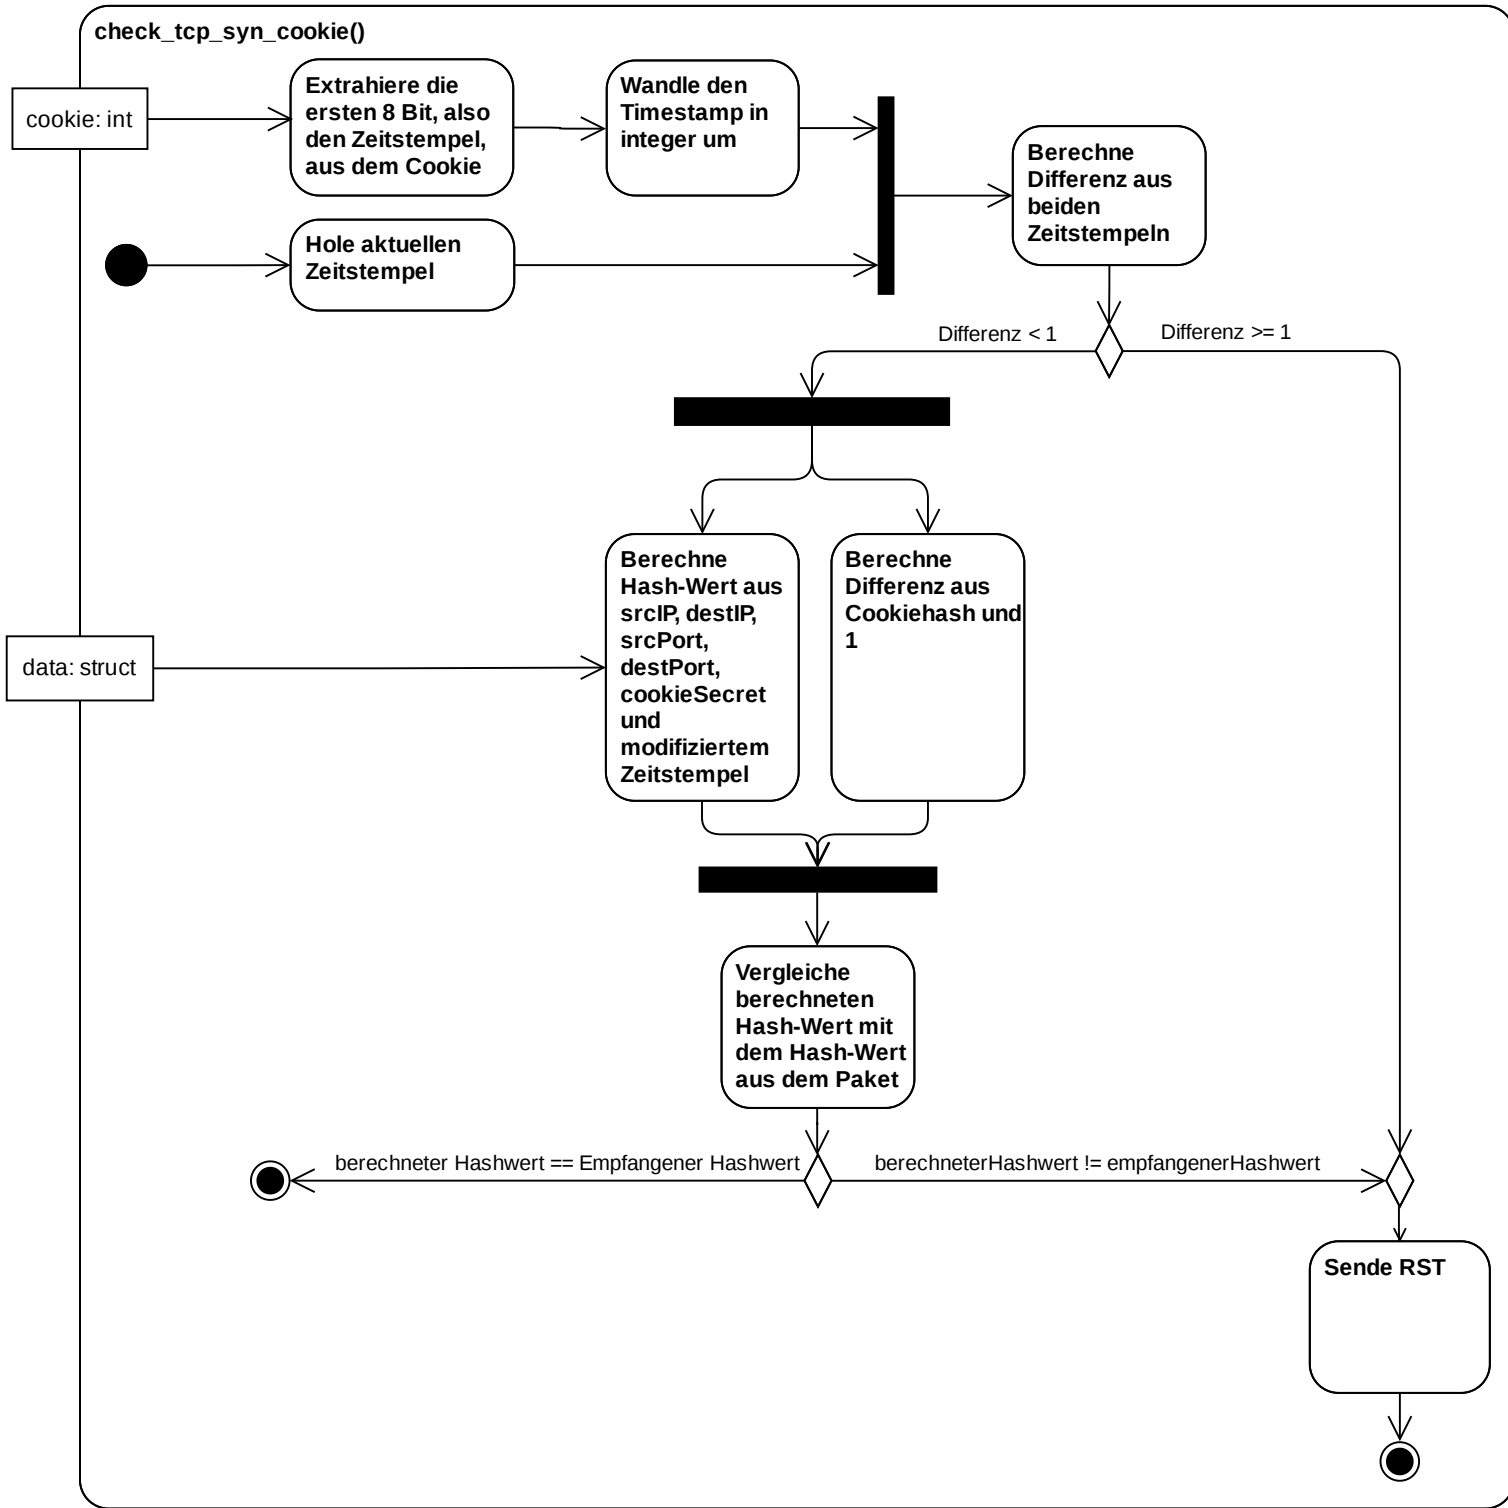 check_tcp_syn_cookie()
cookie: int
Extrahiere die
ersten 8 Bit, also
den Zeitstempel,
aus dem Cookie
Wandle den
Timestamp in
integer um
Berechne
Differenz aus
beiden
Zeitstempeln
Hole aktuellen
Zeitstempel
Differenz < 1
Differenz >= 1
Berechne
Hash-Wert aus
srcIP, destIP,
srcPort,
destPort,
cookieSecret
und
modifiziertem
Zeitstempel
Berechne
Differenz aus
Cookiehash und
1
data: struct
Vergleiche
berechneten
Hash-Wert mit
dem Hash-Wert
aus dem Paket
berechneter Hashwert == Empfangener Hashwert
berechneterHashwert != empfangenerHashwert
Sende RST